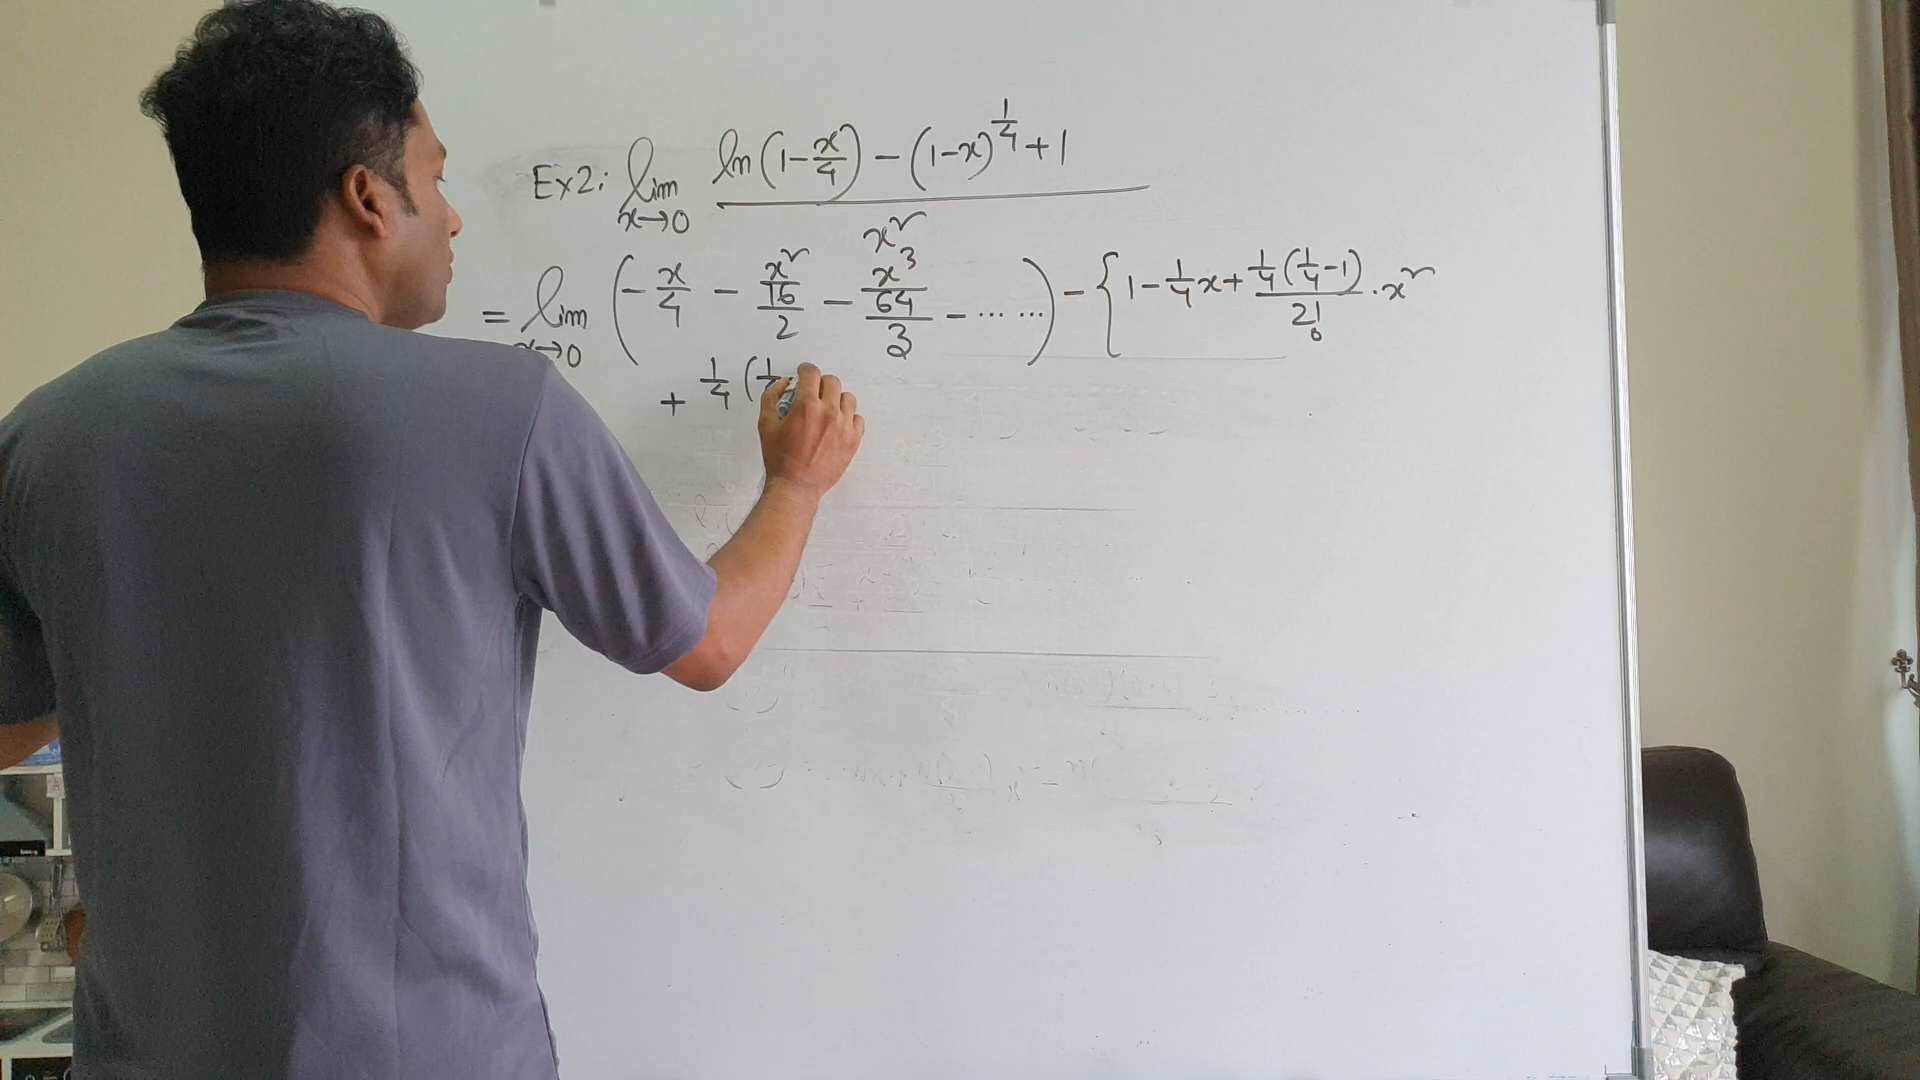 Ex2: lim x→0 (ln(1 - x/4) - (1-x)^(1/4) + 1) / x²
= lim x→0 (- x/4 - (x²/16)/2 - (x³/64)/3 - ... ...) - {1 - 1/4 x + (1/4 (1/4 - 1))/2! · x²
+ 1/4 (1/